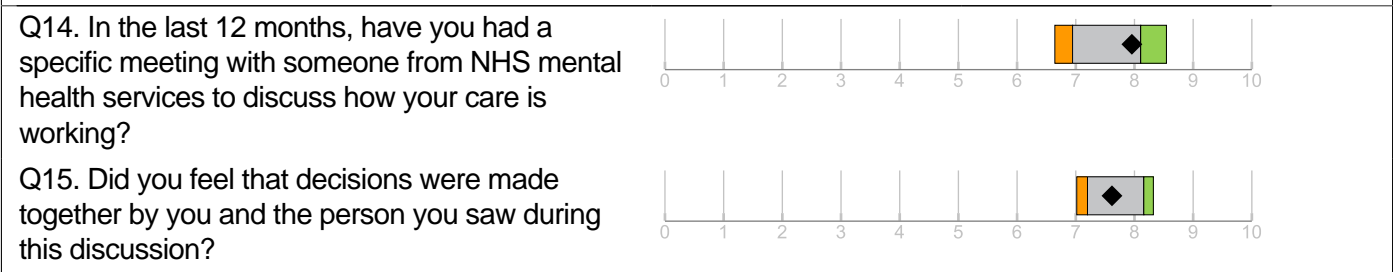 Q14. In the last 12 months, have you had a
specific meeting with someone from NHS mental
health services to discuss how your care is
working?
0 1 2 3 4 5 6 7 8 9 10
Q15. Did you feel that decisions were made
together by you and the person you saw during
this discussion?
0 1 2 3 4 5 6 7 8 9 10